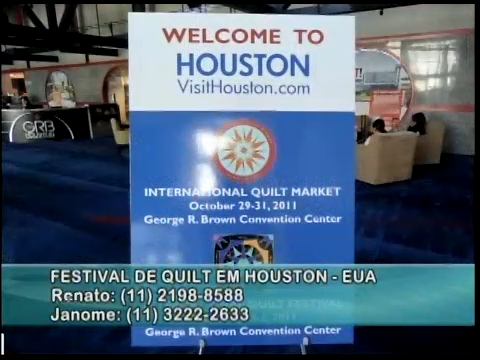 WELCOME TO
HOUSTON
VisitHouston.com
GRB
INTERNATIONAL QUILT MARKET
October 29-31, 2011
George R. Brown Convention Center
FESTIVAL DE QUILT EM HOUSTON - EUA
Renato: (11) 2198-8588
Janome: (11) 3222-2633
George R. Brown Convention Center